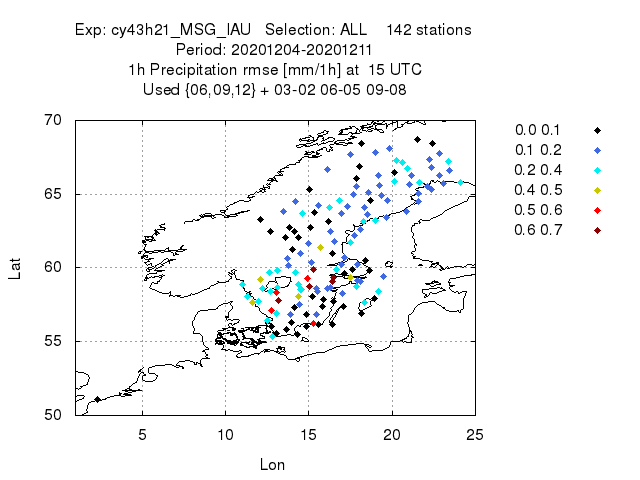 Exp: cy43h21_MSG_IAU Selection: ALL 142 stations
Period: 20201204-20201211
1h Precipitation rmse [mm/1h] at 15 UTC
Used {06,09,12} + 03-02 06-05 09-08
70
65
60
55
50
Lat
5
10
15
20
25
Lon
0.0 0.1
0.1 0.2
0.2 0.4
0.4 0.5
0.5 0.6
0.6 0.7